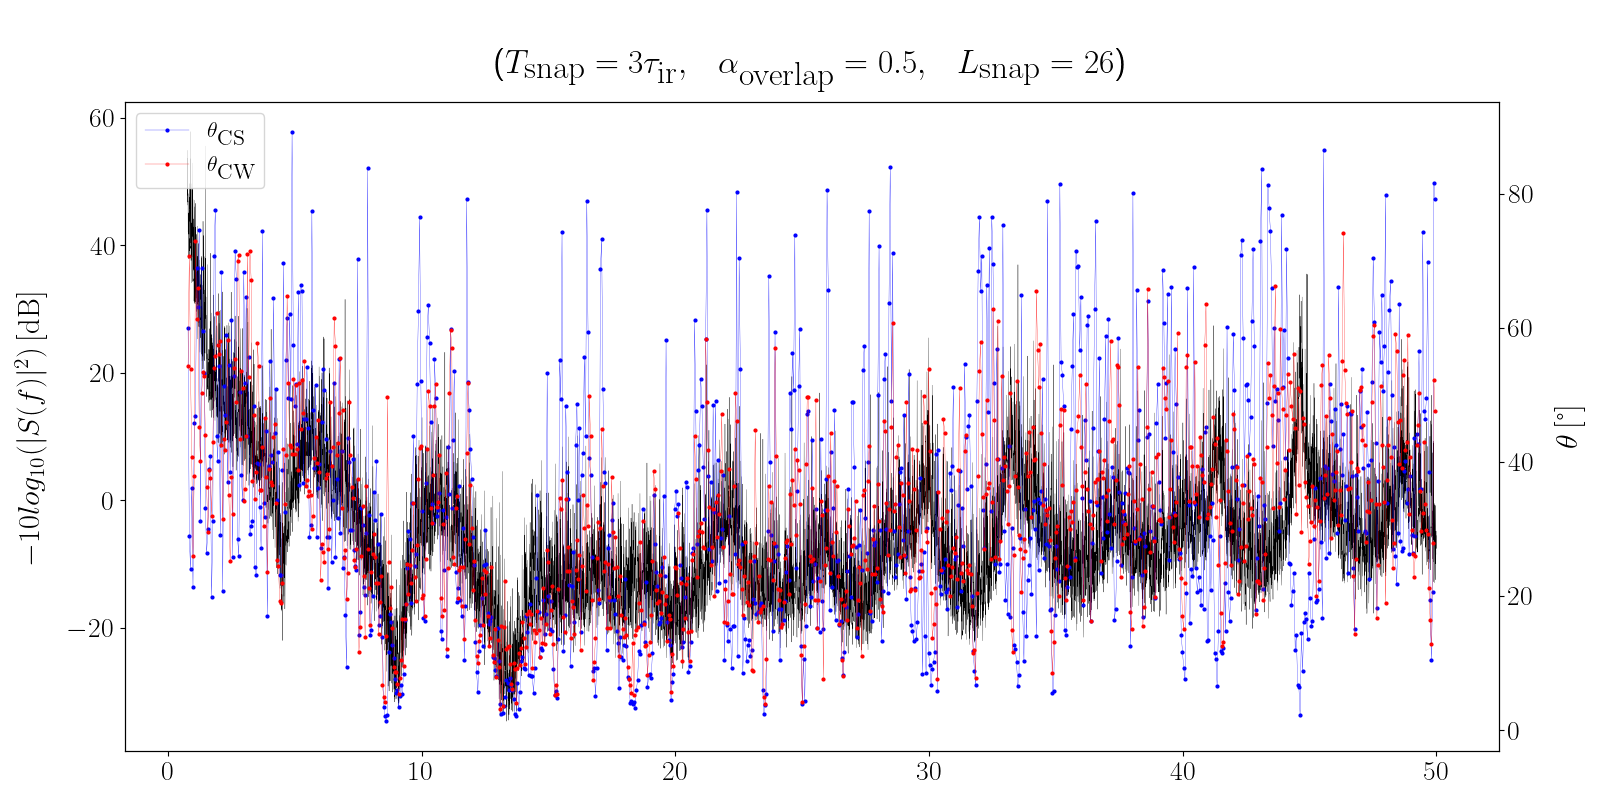 (T_snap = 3τ_ir, α_overlap = 0.5, L_snap = 26)
−10log₁₀(|S(f)|²) [dB]
60
40
20
0
−20
θ_CS
θ_CW
80
60
40
20
0
θ [°]
0 10 20 30 40 50